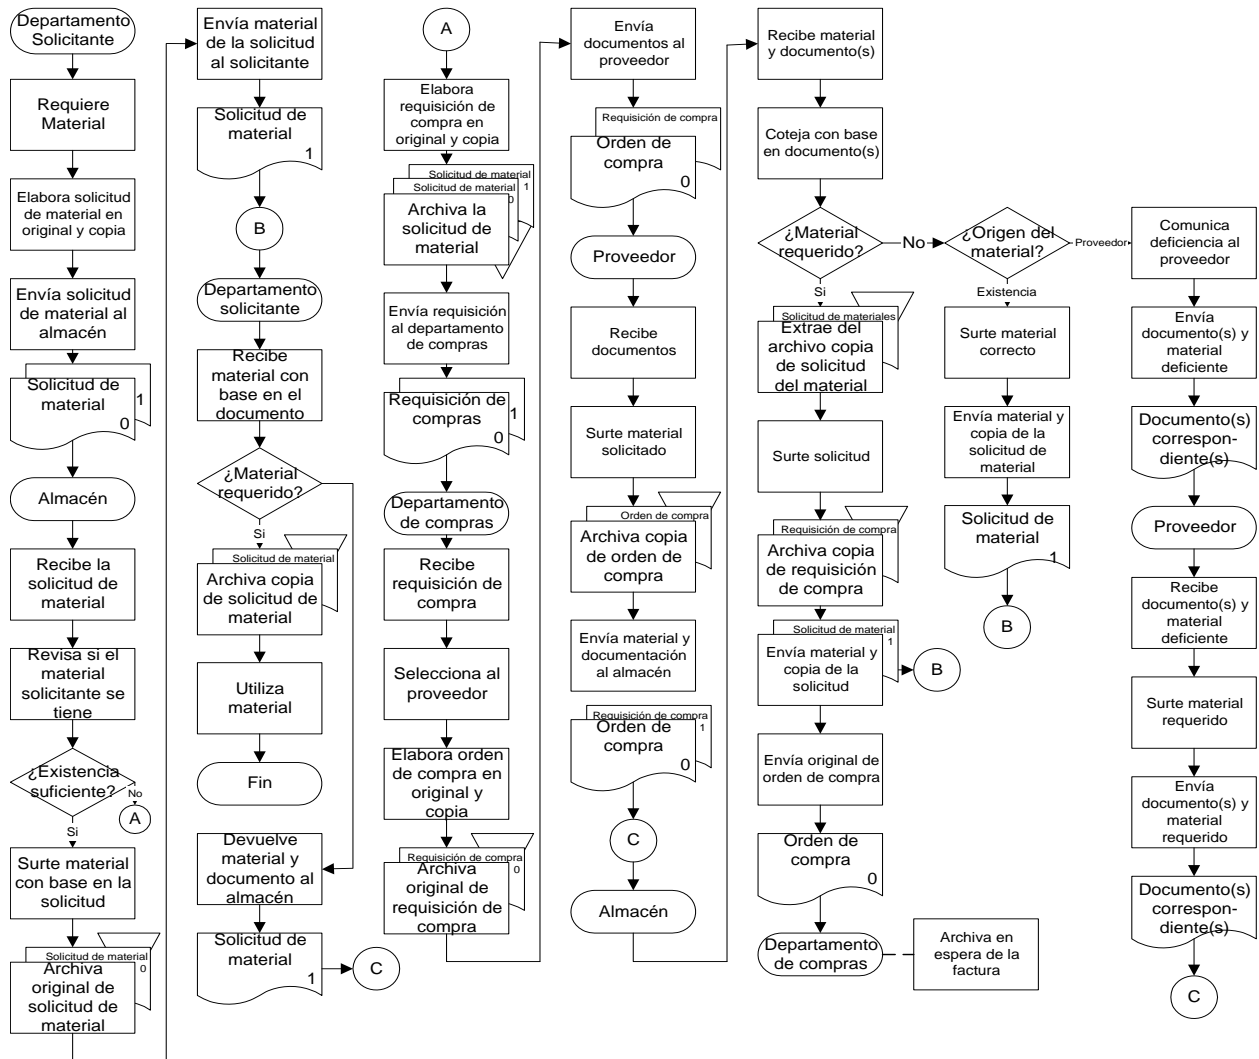 Departamento
Solicitante
Requiere
Material
Elabora solicitud
de material en
original y copia
Envía solicitud
de material al
almacén
Solicitud de
material
1
0
Almacén
Recibe la
solicitud de
material
Revisa si el
material
solicitante se
tiene
¿Existencia
suficiente?
No
A
Si
Surte material
con base en la
solicitud
Solicitud de material
0
Archiva
original de
solicitud de
material
Envía material
de la solicitud
al solicitante
Solicitud de
material
1
B
Departamento
solicitante
Recibe
material con
base en el
documento
¿Material
requerido?
Si
Solicitud de material
Archiva copia
de solicitud de
material
Utiliza
material
Fin
Devuelve
material y
documento al
almacén
Solicitud de
material
1
C
A
Elabora
requisición de
compra en
original y copia
Solicitud de material
1
Solicitud de material
0
Archiva la
solicitud de
material
Envía requisición
al departamento
de compras
Requisición de
compras
1
0
Departamento
de compras
Recibe
requisición de
compra
Selecciona al
proveedor
Elabora orden
de compra en
original y
copia
Requisición de compra
0
Archiva
original de
requisición de
compra
Envía
documentos al
proveedor
Requisición de compra
Orden de
compra
0
Proveedor
Recibe
documentos
Surte material
solicitado
Orden de compra
Archiva copia
de orden de
compra
Envía material y
documentación
al almacén
Requisición de compra
1
Orden de
compra
0
C
Almacén
Recibe material
y documento(s)
Coteja con base
en documento(s)
¿Material
requerido?
No
Si
Solicitud de materiales
Extrae del
archivo copia
de solicitud
del material
Surte solicitud
Requisición de compra
Archiva copia
de requisición
de compra
Solicitud de material
1
Envía material y
copia de la
solicitud
B
Envía original de
orden de compra
Orden de
compra
0
Departamento
de compras
Archiva en
espera de la
factura
¿Origen del
material?
Proveedor
Existencia
Surte material
correcto
Envía material y
copia de la
solicitud de
material
Solicitud de
material
1
B
Comunica
deficiencia al
proveedor
Envía
documento(s) y
material
deficiente
Documento(s)
correspon-
diente(s)
Proveedor
Recibe
documento(s) y
material
deficiente
Surte material
requerido
Envía
documento(s) y
material
requerido
Documento(s)
correspon-
diente(s)
C